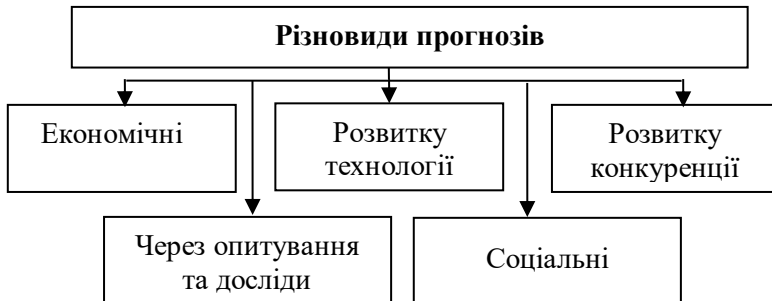 Різновиди прогнозів
Економічні
Розвитку
технології
Розвитку
конкуренції
Через опитування
та досліди
Соціальні